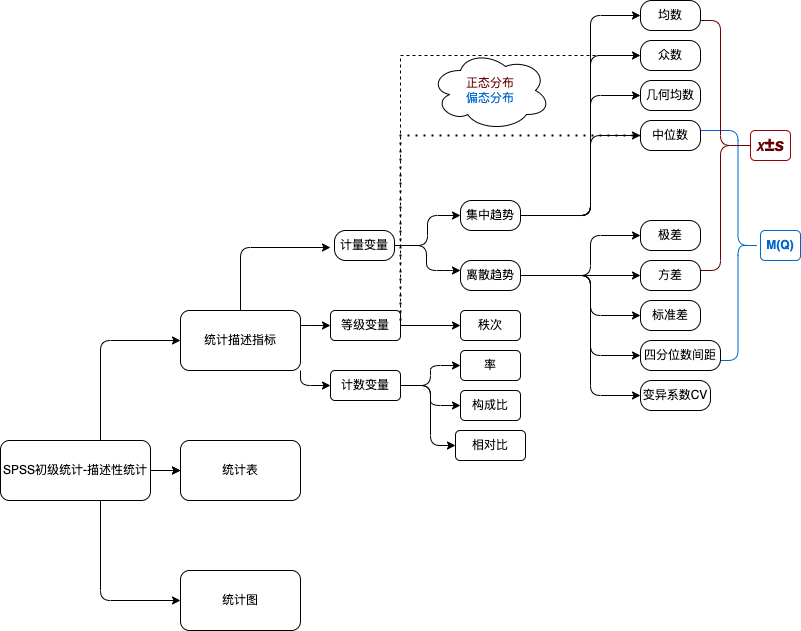 均数
众数
正态分布
偏态分布
几何均数
中位数
x±s
集中趋势
计量变量
极差
M(Q)
离散趋势
方差
标准差
统计描述指标
等级变量
秩次
四分位数间距
率
计数变量
变异系数CV
构成比
相对比
SPSS初级统计-描述性统计
统计表
统计图